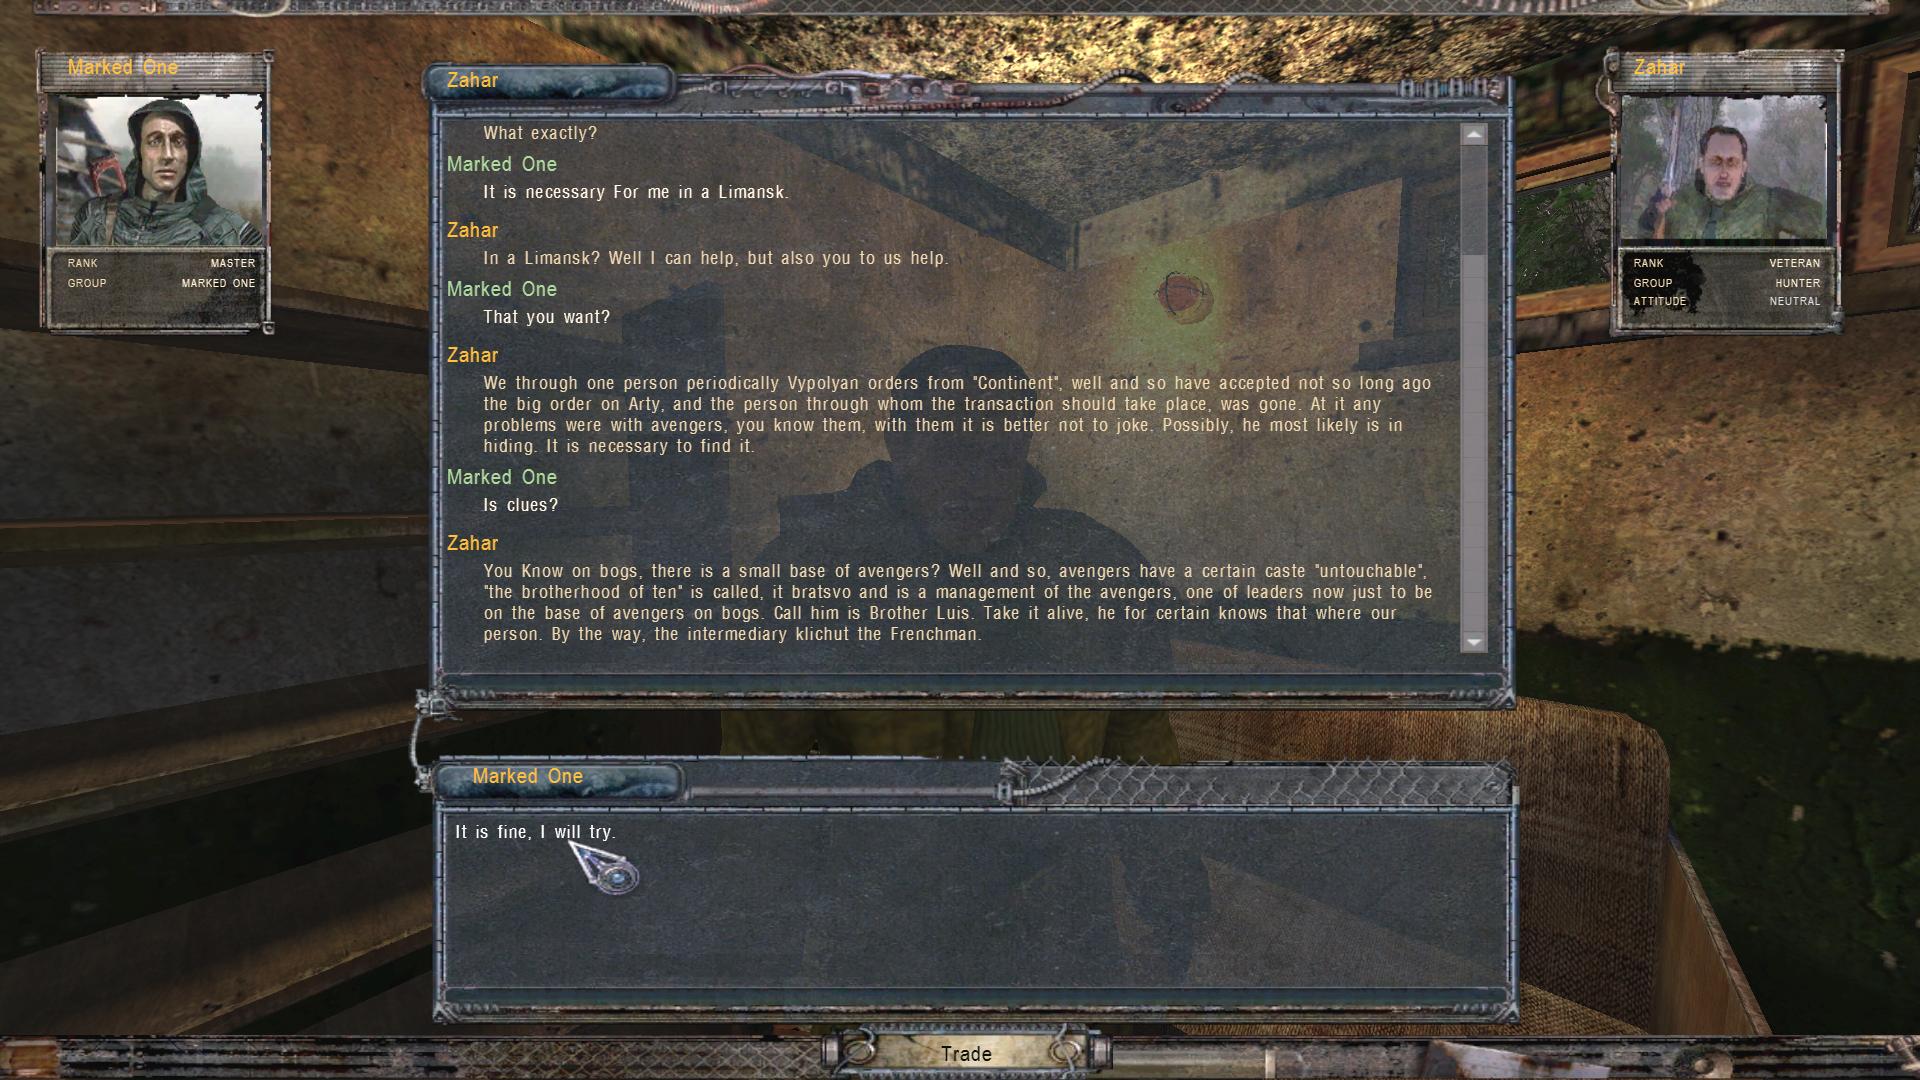 Marked One
RANK MASTER
GROUP MARKED ONE
Zahar
What exactly?
Marked One
It is necessary For me in a Limansk.
Zahar
In a Limansk? Well I can help, but also you to us help.
Marked One
That you want?
Zahar
We through one person periodically Vypolyan orders from "Continent", well and so have accepted not so long ago
the big order on Arty, and the person through whom the transaction should take place, was gone. At it any
problems were with avengers, you know them, with them it is better not to joke. Possibly, he most likely is in
hiding. It is necessary to find it.
Marked One
Is clues?
Zahar
You Know on bogs, there is a small base of avengers? Well and so, avengers have a certain caste "untouchable",
"the brotherhood of ten" is called, it bratsvo and is a management of the avengers, one of leaders now just to be
on the base of avengers on bogs. Call him is Brother Luis. Take it alive, he for certain knows that where our
person. By the way, the intermediary klichut the Frenchman.
Zahar
RANK VETERAN
GROUP HUNTER
ATTITUDE NEUTRAL
Marked One
It is fine, I will try.
Trade